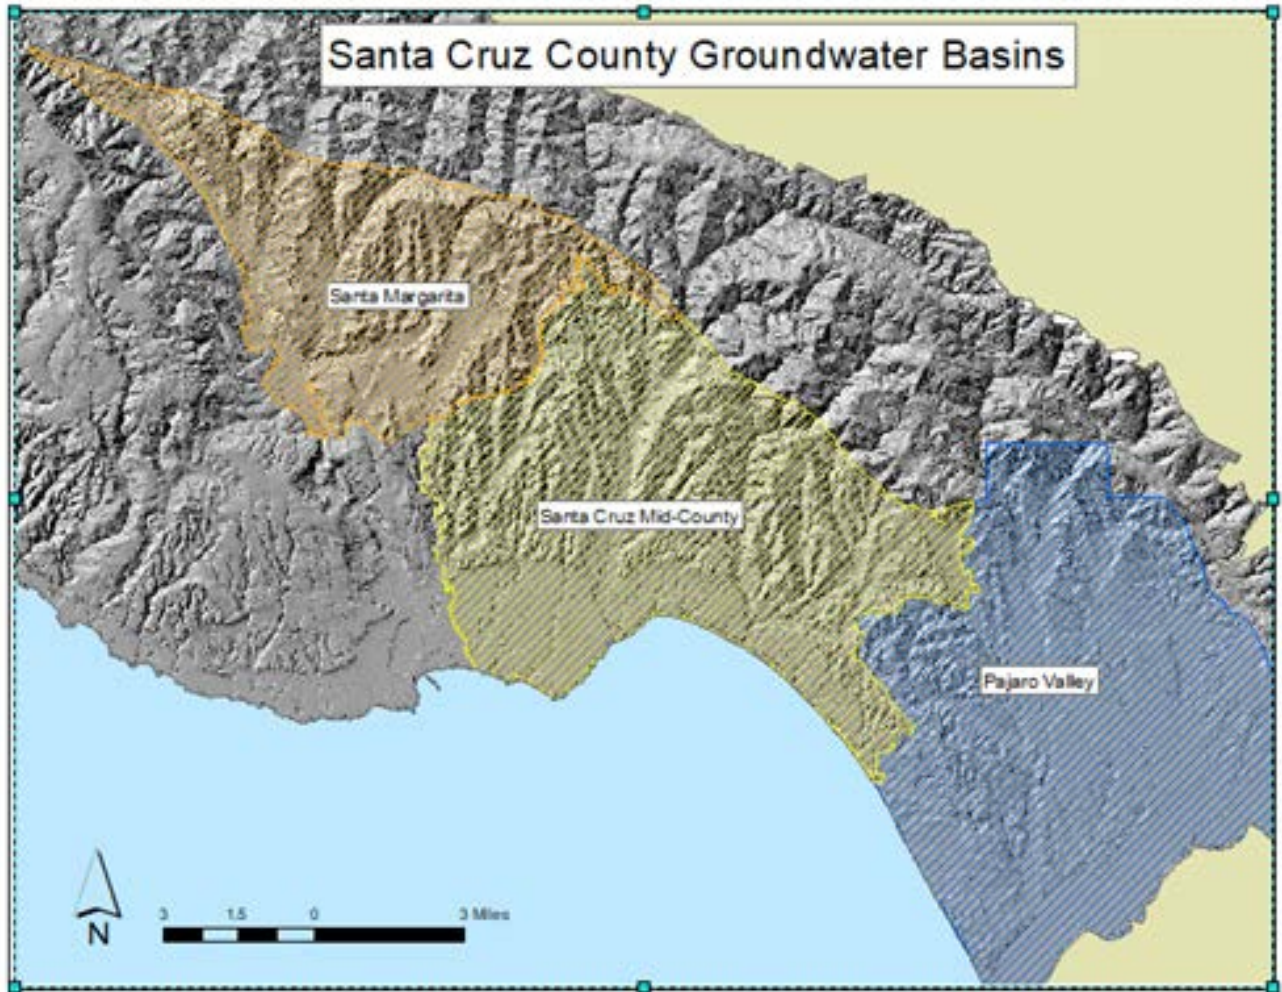 Santa Cruz County Groundwater Basins
Santa Margarita
Santa Cruz Mid-County
Pajaro Valley
N
3 1.5 0 3 Miles